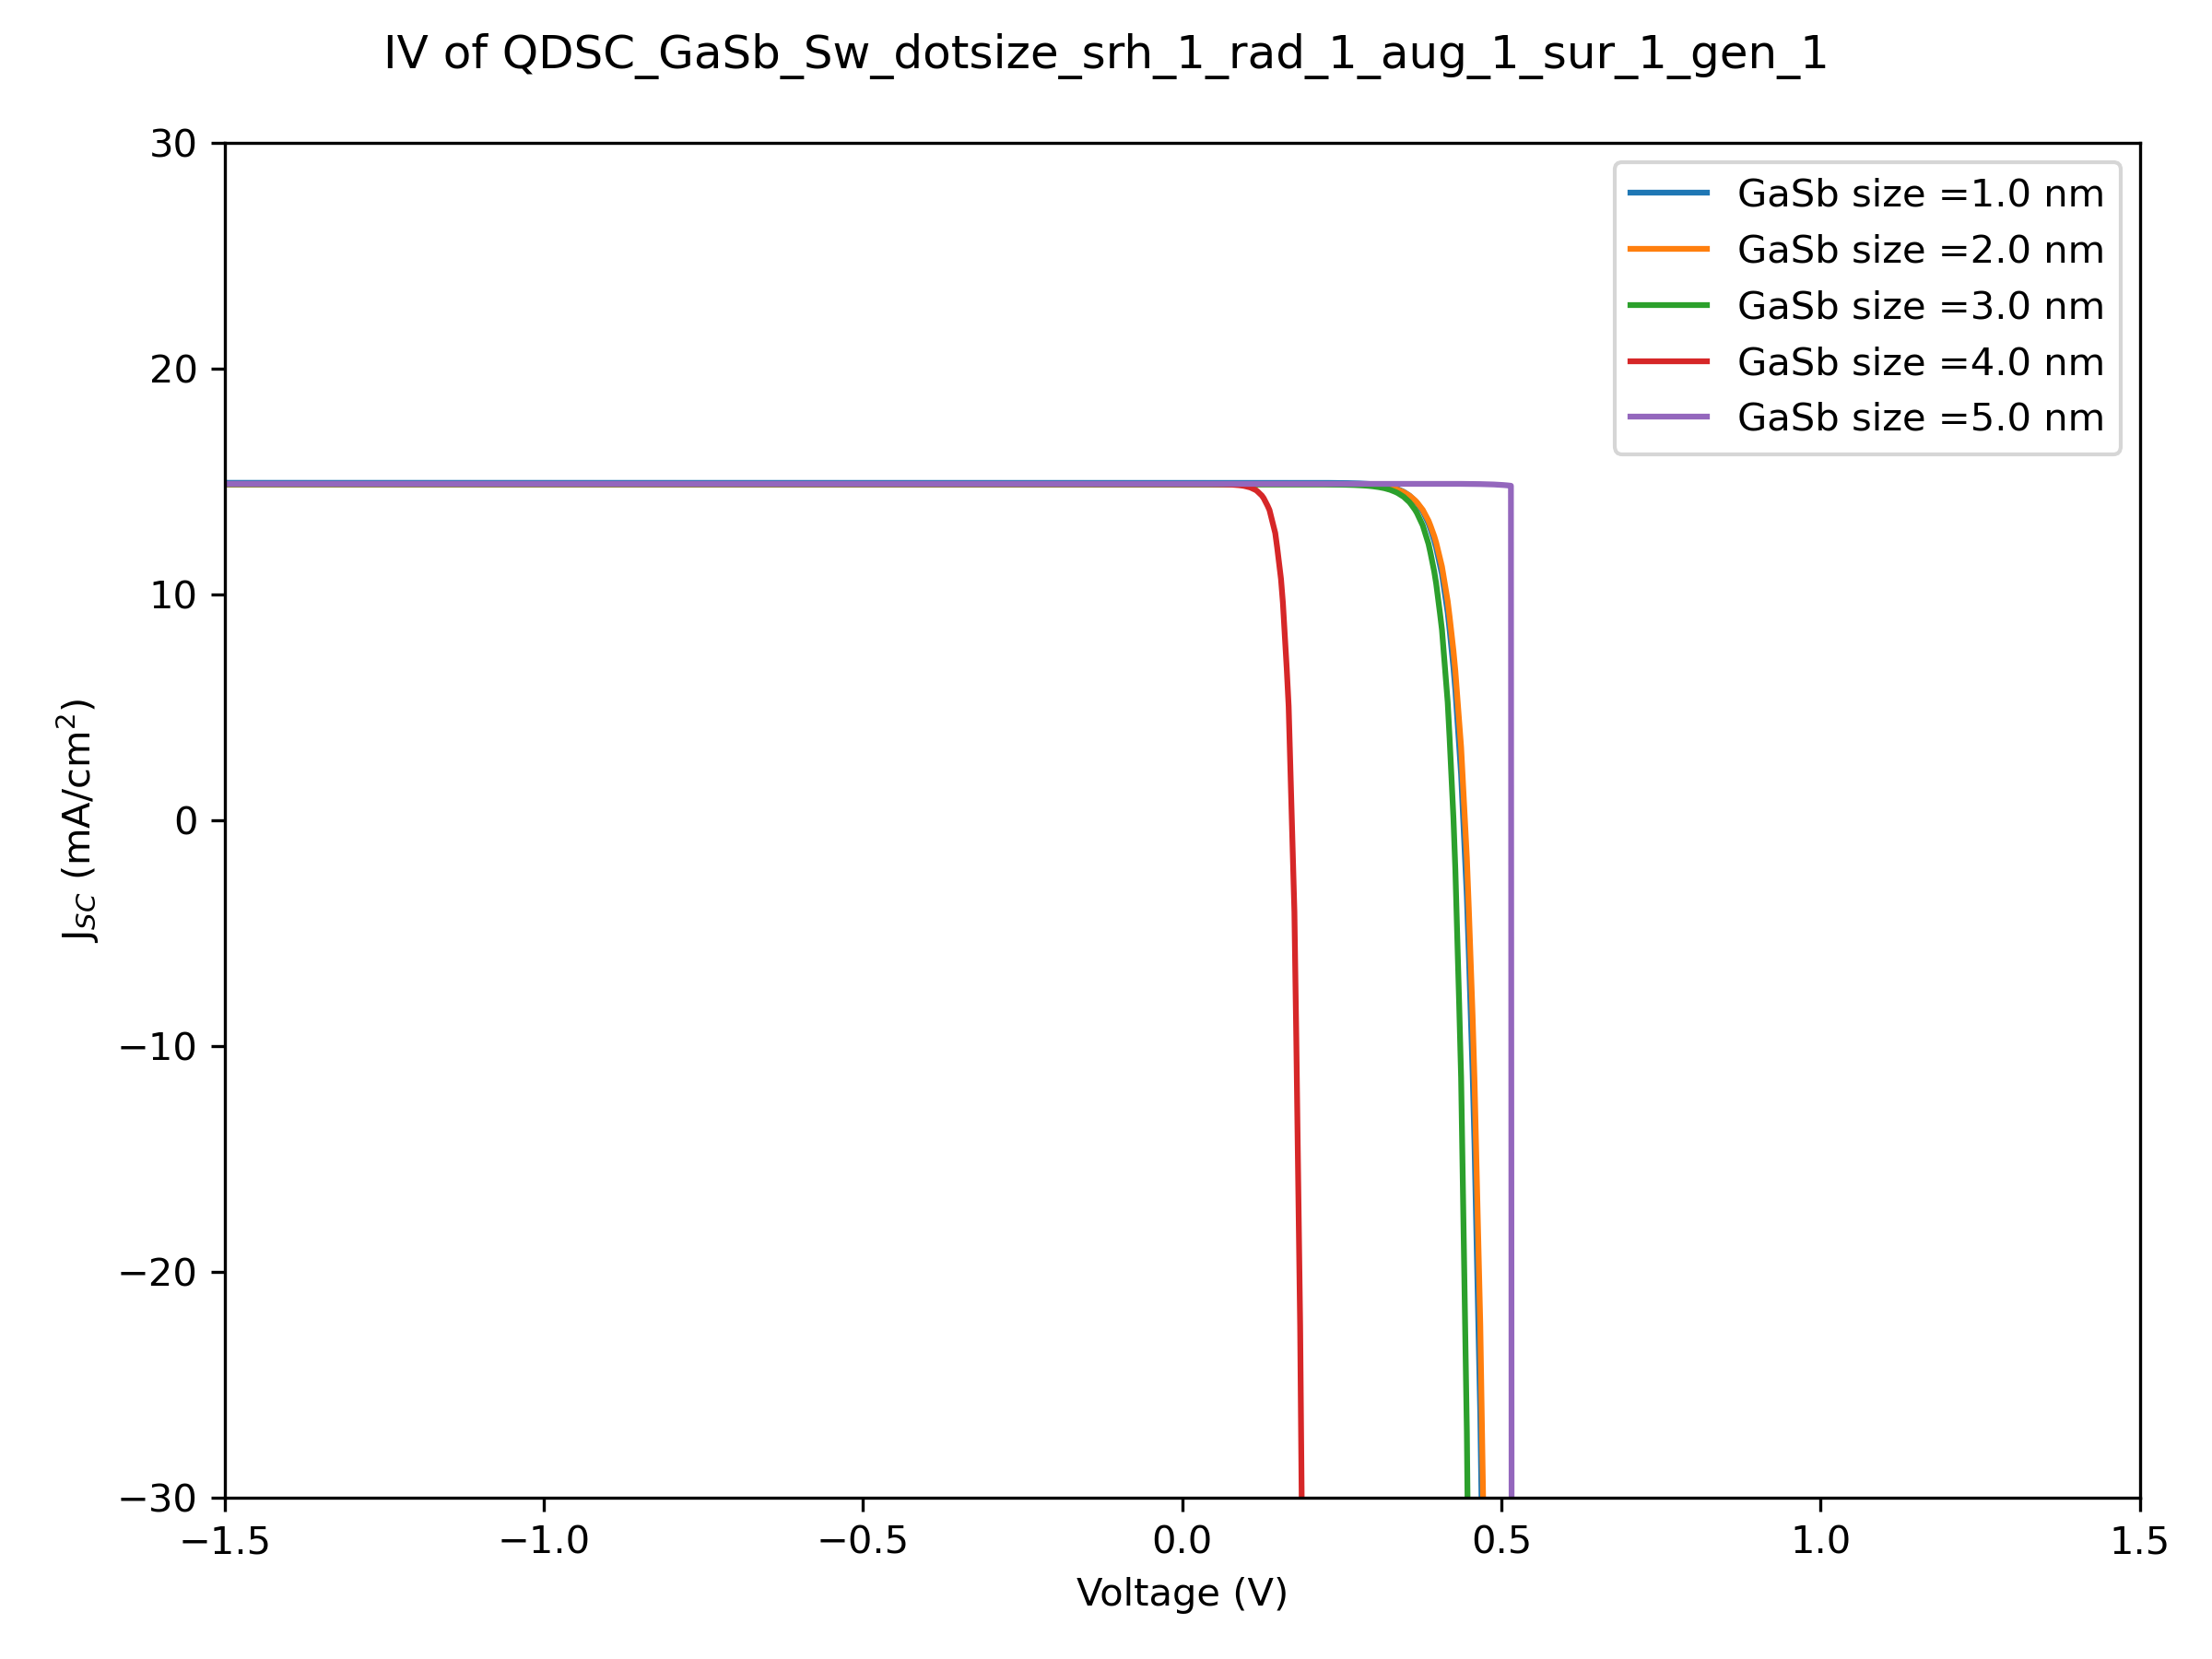 IV of QDSC_GaSb_Sw_dotsize_srh_1_rad_1_aug_1_sur_1_gen_1
30
20
10
0
−10
−20
−30
J_SC (mA/cm²)
GaSb size =1.0 nm
GaSb size =2.0 nm
GaSb size =3.0 nm
GaSb size =4.0 nm
GaSb size =5.0 nm
−1.5 −1.0 −0.5 0.0 0.5 1.0 1.5
Voltage (V)